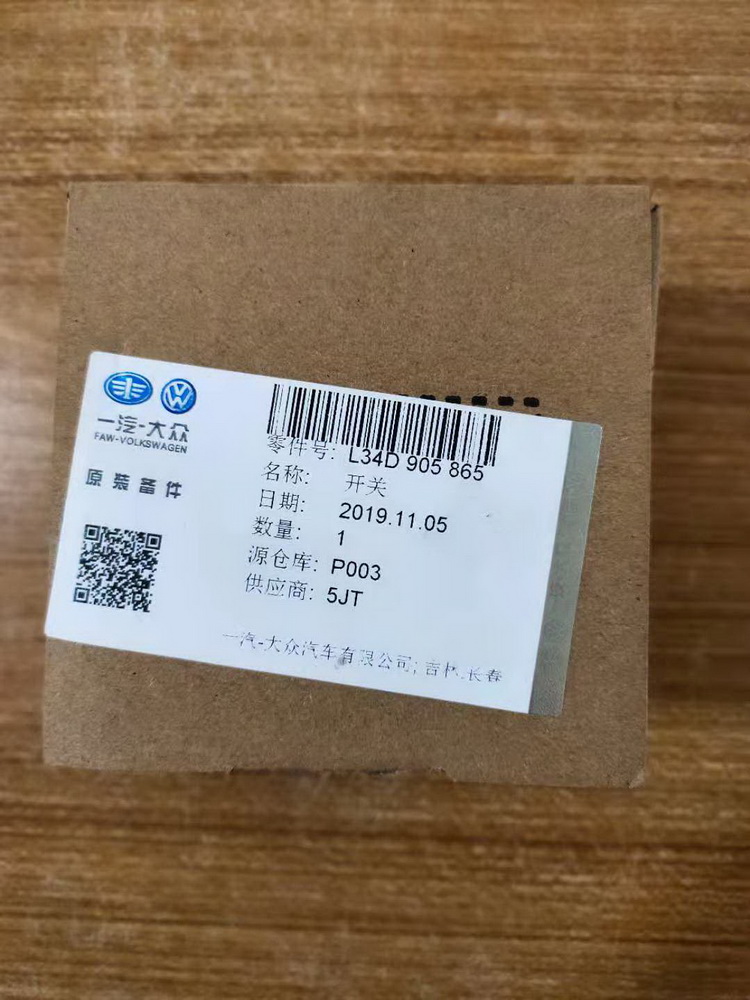 一汽-大众
FAW-VOLKSWAGEN
原装备件
零件号: L34D 905 865
名称: 开关
日期: 2019.11.05
数量: 1
源仓库: P003
供应商: 5JT
一汽-大众汽车有限公司; 吉林.长春